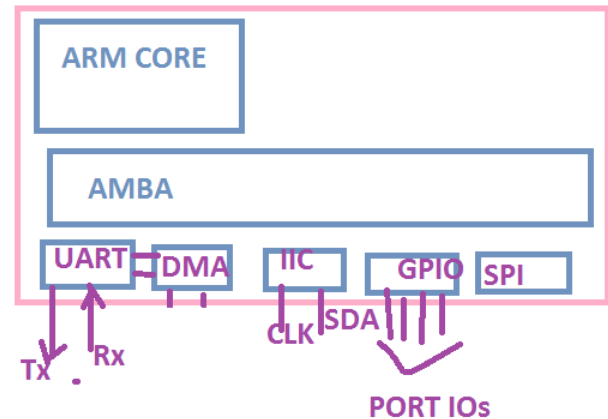 ARM CORE
AMBA
UART
DMA
IIC
GPIO
SPI
CLK
SDA
Tx
Rx
PORT IOs